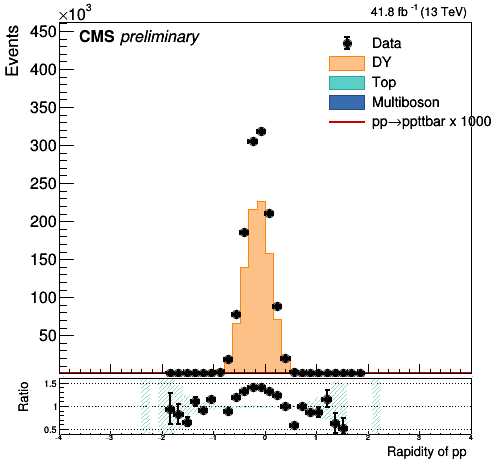 ×10³
41.8 fb⁻¹ (13 TeV)
CMS preliminary
Events
450
400
350
300
250
200
150
100
50
Data
DY
Top
Multiboson
pp→ppttbar x 1000
Ratio
1.5
1
0.5
-4 -3 -2 -1 0 1 2 3 4
Rapidity of pp